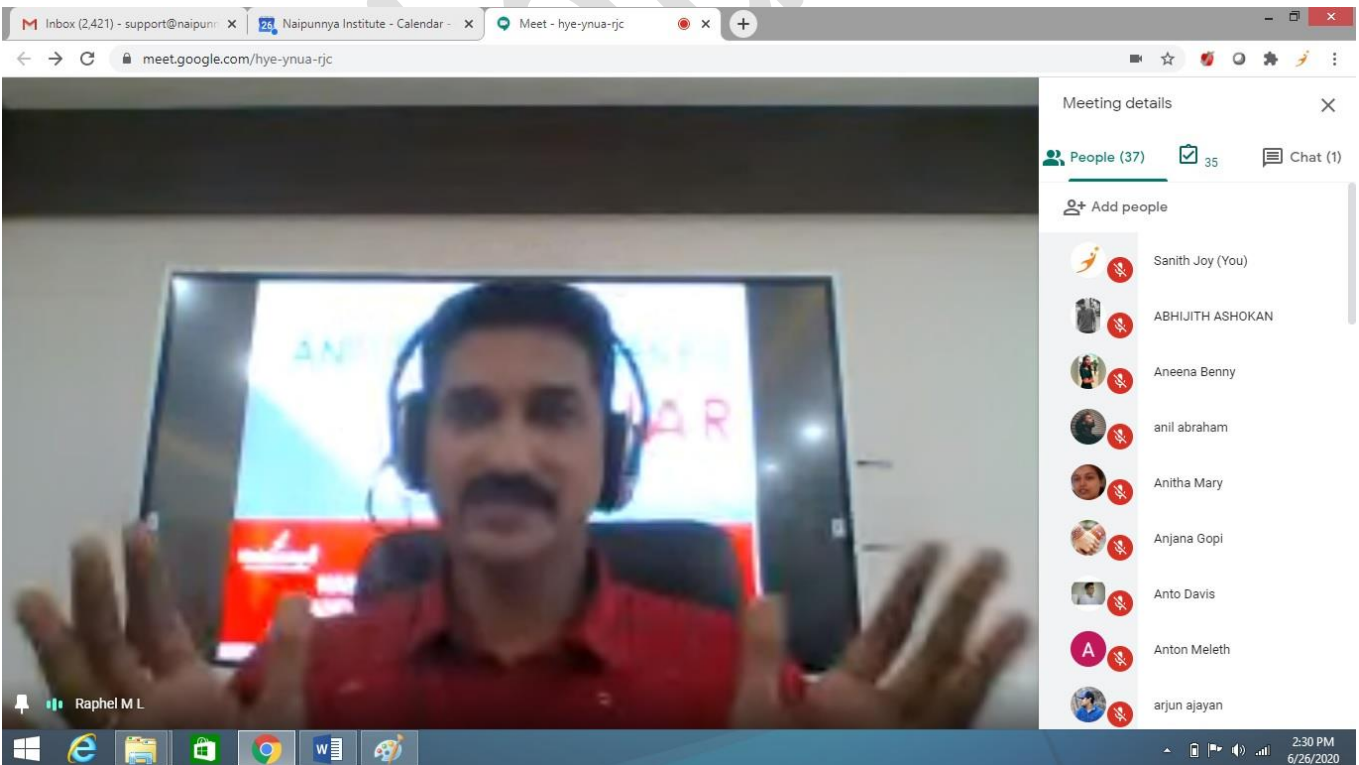 Inbox (2,421) - support@naipunn
Naipunnya Institute - Calendar -
Meet - hye-ynua-rjc
meet.google.com/hye-ynua-rjc
Meeting details
People (37)
35
Chat (1)
Add people
Sanith Joy (You)
ABHIJITH ASHOKAN
Aneena Benny
anil abraham
Anitha Mary
Anjana Gopi
Anto Davis
A
Anton Meleth
arjun ajayan
Raphel M L
2:30 PM
6/26/2020